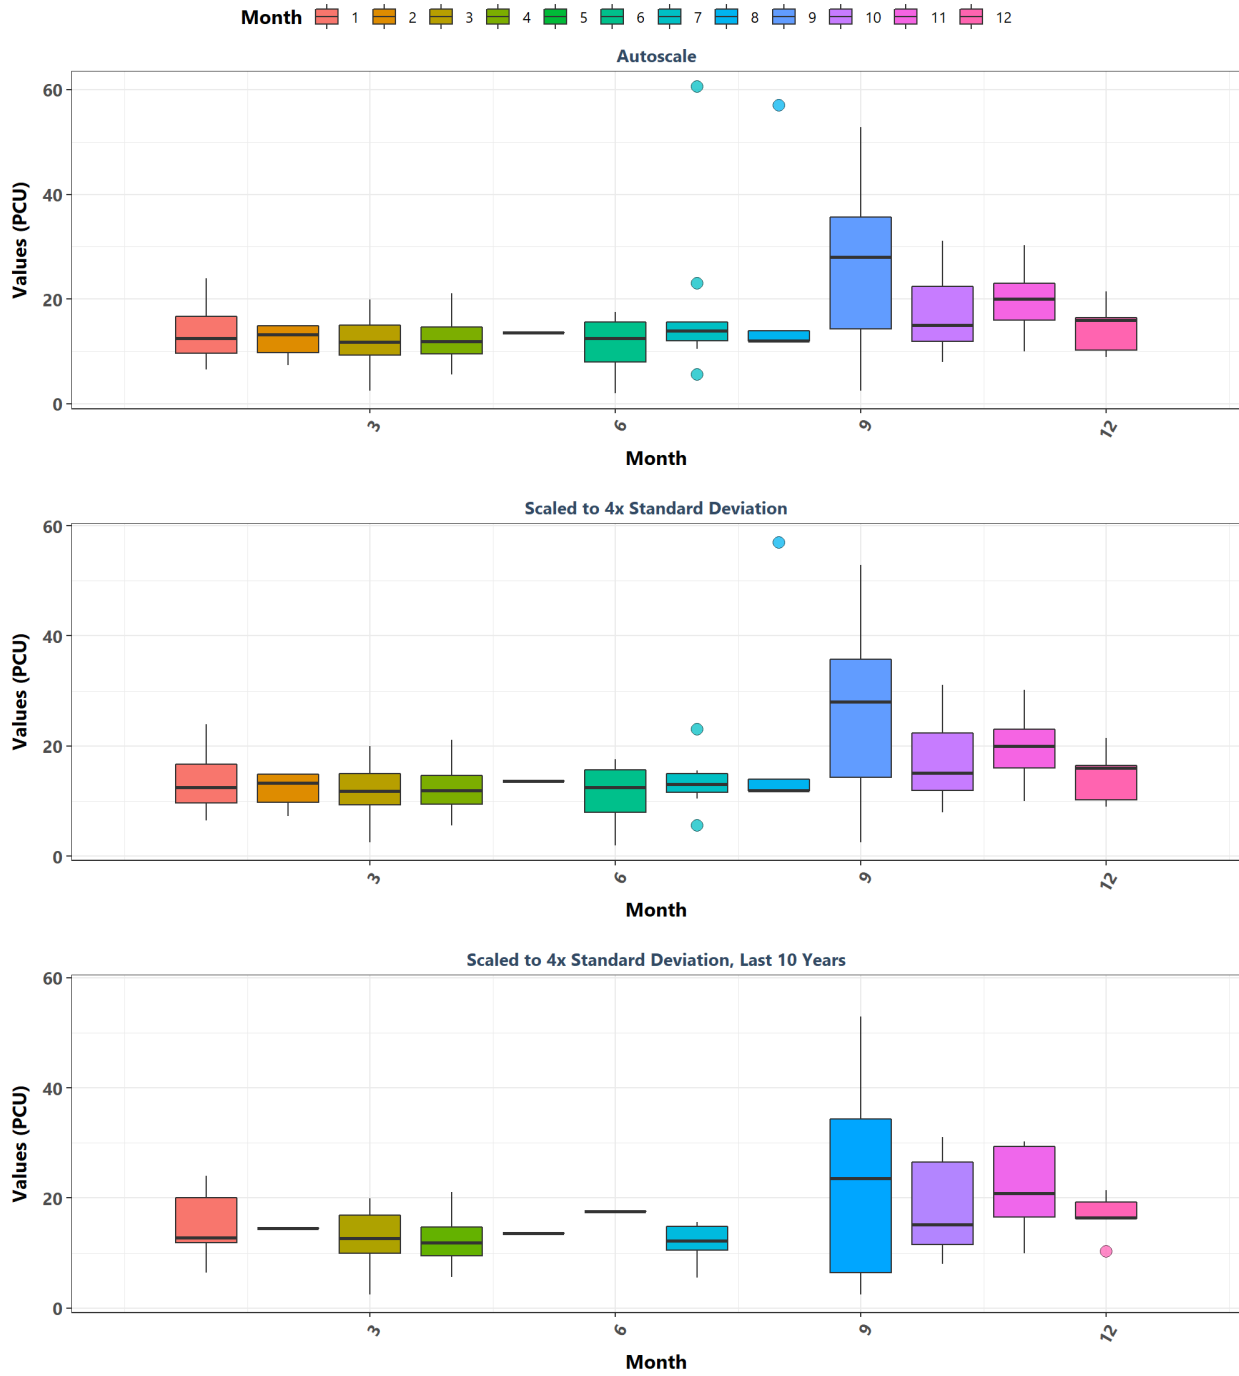 Month 1 2 3 4 5 6 7 8 9 10 11 12
Autoscale
Values (PCU)
60
40
20
0
3 6 9 12
Month
Scaled to 4x Standard Deviation
Values (PCU)
60
40
20
0
3 6 9 12
Month
Scaled to 4x Standard Deviation, Last 10 Years
Values (PCU)
60
40
20
0
3 6 9 12
Month